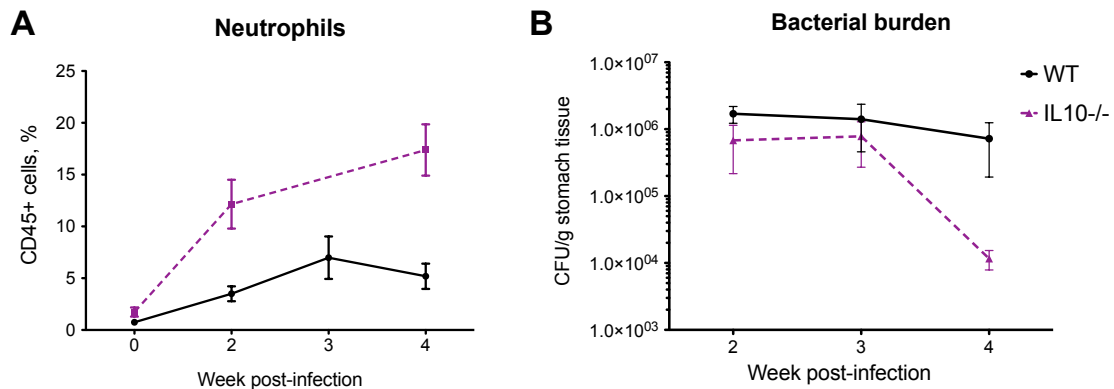 A
Neutrophils
25
20
15
10
5
0
CD45+ cells, %
0 2 3 4
Week post-infection
B
Bacterial burden
1.0×10⁰⁷
1.0×10⁰⁶
1.0×10⁰⁵
1.0×10⁰⁴
1.0×10⁰³
CFU/g stomach tissue
2 3 4
Week post-infection
WT
IL10-/-